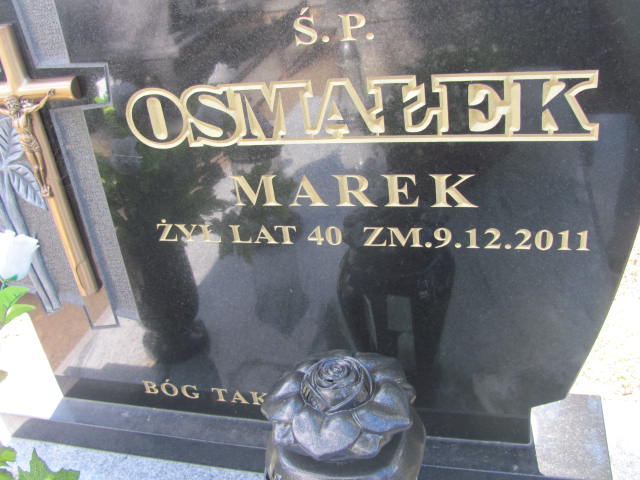 Ś.P.
OSMAŁEK
MAREK
ŻYŁ LAT 40 ZM.9.12.2011
BÓG TAK